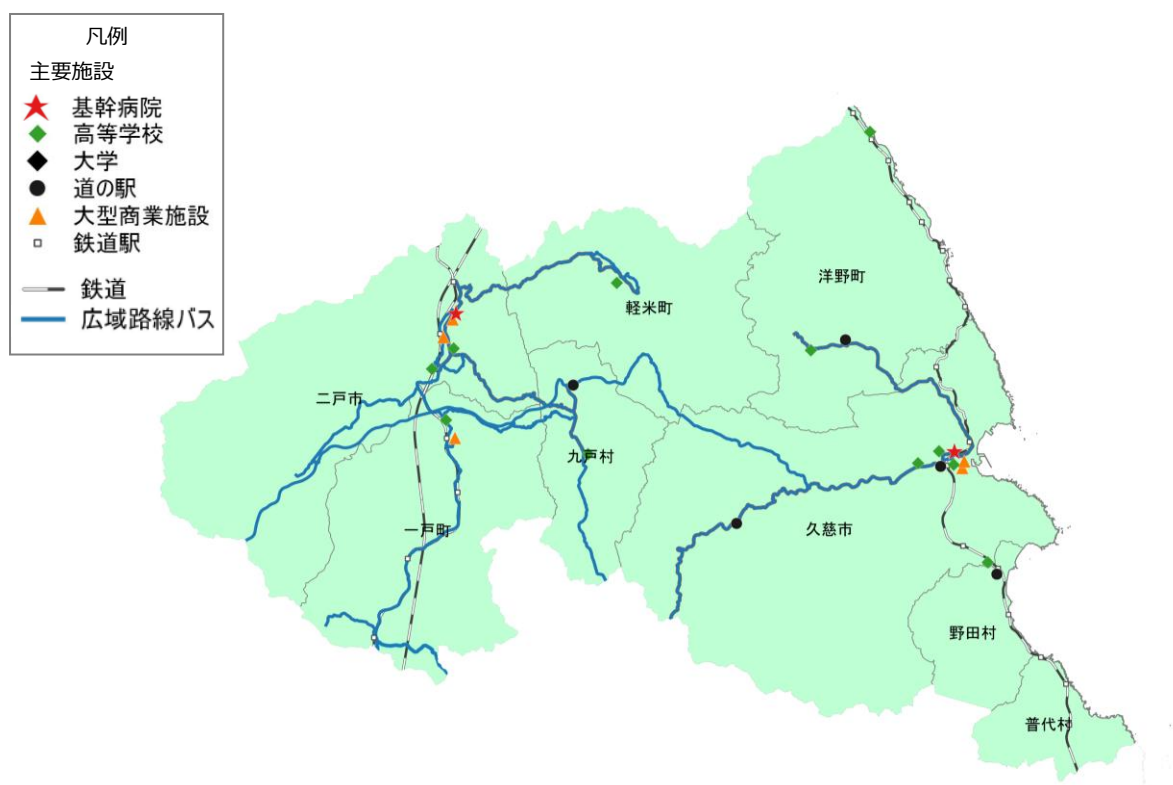 凡例
主要施設
基幹病院
高等学校
大学
道の駅
大型商業施設
鉄道駅
鉄道
広域路線バス
洋野町
軽米町
二戸市
九戸村
一戸町
久慈市
野田村
普代村